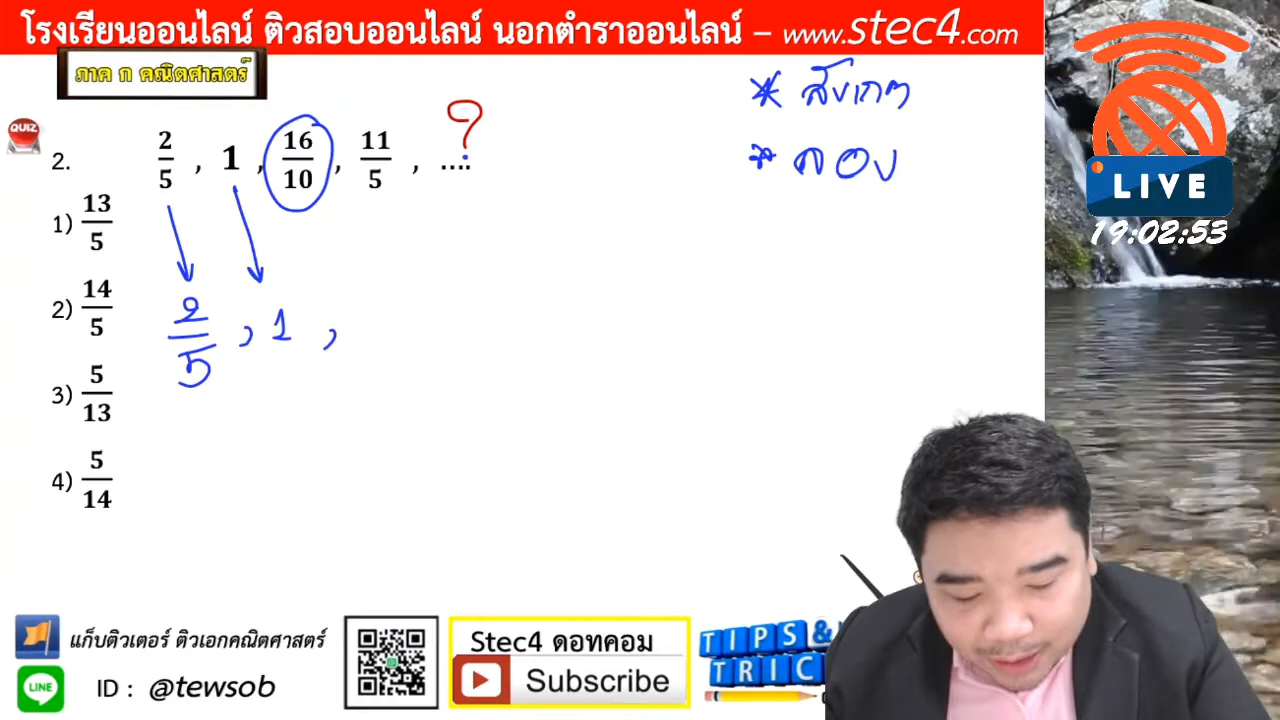 โรงเรียนออนไลน์ ติวสอบออนไลน์ นอกตำราออนไลน์ – www.stec4.com
ภาค ก คณิตศาสตร์
* สังเกต
* ลอง
QUIZ
2. 2/5 , 1 , 16/10 , 11/5 , .... ?
1) 13/5
2) 14/5
3) 5/13
4) 5/14
2/5 , 1 ,
LIVE
19:02:53
แก็บติวเตอร์ ติวเอกคณิตศาสตร์
LINE
ID : @tewsob
Stec4 ดอทคอม
Subscribe
TIPS &
TRIC